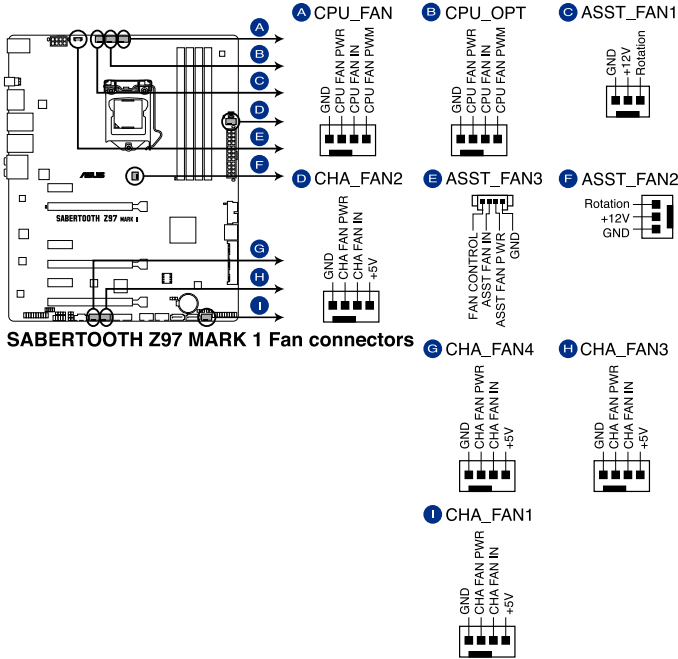 A
B
C
D
E
F
G
H
I
ASUS
SABERTOOTH Z97 MARK 1
SABERTOOTH Z97 MARK 1 Fan connectors
A CPU_FAN
GND
CPU FAN PWR
CPU FAN IN
CPU FAN PWM
B CPU_OPT
GND
CPU FAN PWR
CPU FAN IN
CPU FAN PWM
C ASST_FAN1
GND
+12V
Rotation
D CHA_FAN2
GND
CHA FAN PWR
CHA FAN IN
+5V
E ASST_FAN3
FAN CONTROL
ASST FAN IN
ASST FAN PWR
GND
F ASST_FAN2
Rotation
+12V
GND
G CHA_FAN4
GND
CHA FAN PWR
CHA FAN IN
+5V
H CHA_FAN3
GND
CHA FAN PWR
CHA FAN IN
+5V
I CHA_FAN1
GND
CHA FAN PWR
CHA FAN IN
+5V